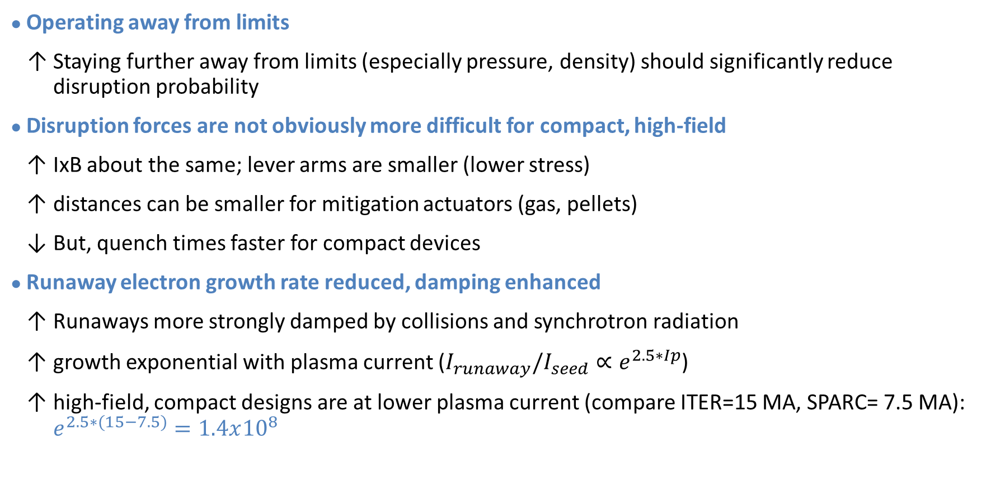 • Operating away from limits
↑ Staying further away from limits (especially pressure, density) should significantly reduce
disruption probability
• Disruption forces are not obviously more difficult for compact, high-field
↑ IxB about the same; lever arms are smaller (lower stress)
↑ distances can be smaller for mitigation actuators (gas, pellets)
↓ But, quench times faster for compact devices
• Runaway electron growth rate reduced, damping enhanced
↑ Runaways more strongly damped by collisions and synchrotron radiation
↑ growth exponential with plasma current (I_runaway/I_seed ∝ e^{2.5*Ip})
↑ high-field, compact designs are at lower plasma current (compare ITER=15 MA, SPARC= 7.5 MA):
e^{2.5*(15−7.5)} = 1.4x10^8